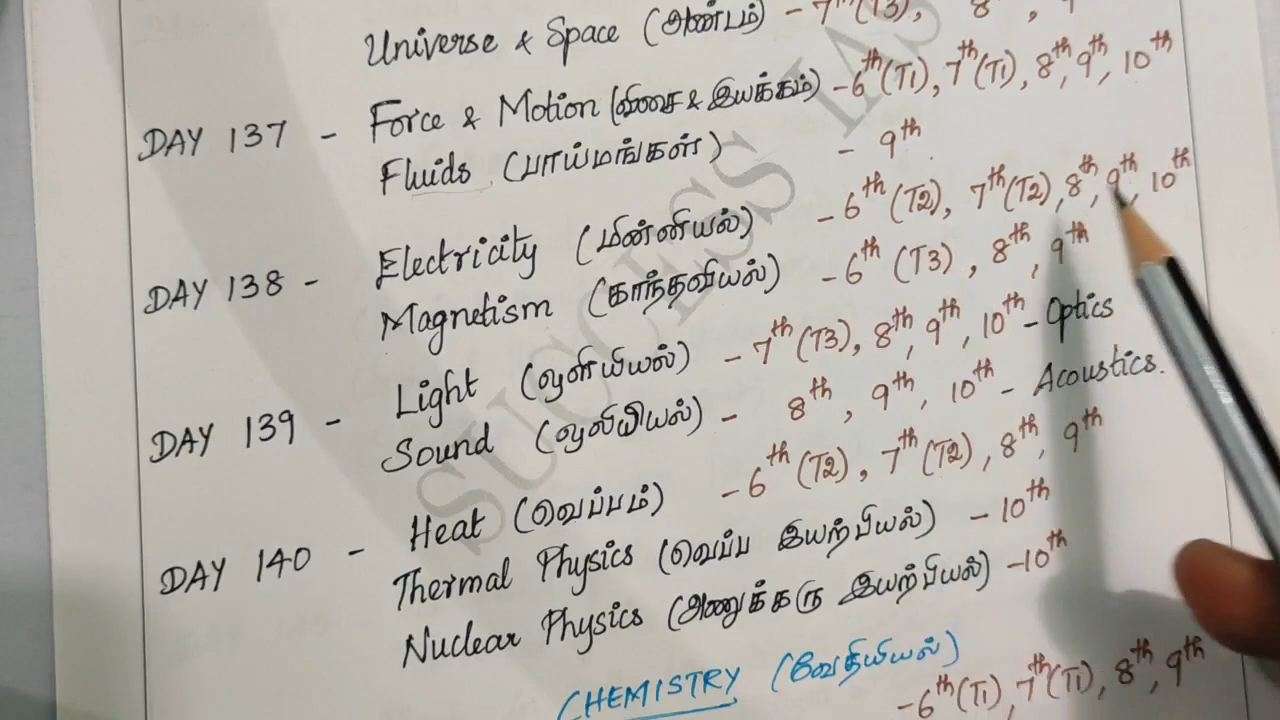 Universe & Space (அண்டம்) - 7th (T3), 8, 9
DAY 137 - Force & Motion (விசை & இயக்கம்) - 6th (T1), 7th (T1), 8th, 9th, 10th
Fluids (பாய்மங்கள்) - 9th
DAY 138 - Electricity (மின்னியல்) - 6th (T2), 7th (T2), 8th, 9th, 10th
Magnetism (காந்தவியல்) - 6th (T3), 8th, 9th
DAY 139 - Light (ஒளியியல்) - 7th (T3), 8th, 9th, 10th - Optics
Sound (ஒலியியல்) - 8th, 9th, 10th - Acoustics.
DAY 140 - Heat (வெப்பம்) - 6th (T2), 7th (T2), 8th, 9th
Thermal Physics (வெப்ப இயற்பியல்) - 10th
Nuclear Physics (அணுக்கரு இயற்பியல்) - 10th
CHEMISTRY (வேதியியல்)
- 6th (T1), 7th (T1), 8th, 9th
SUCCESS IAS